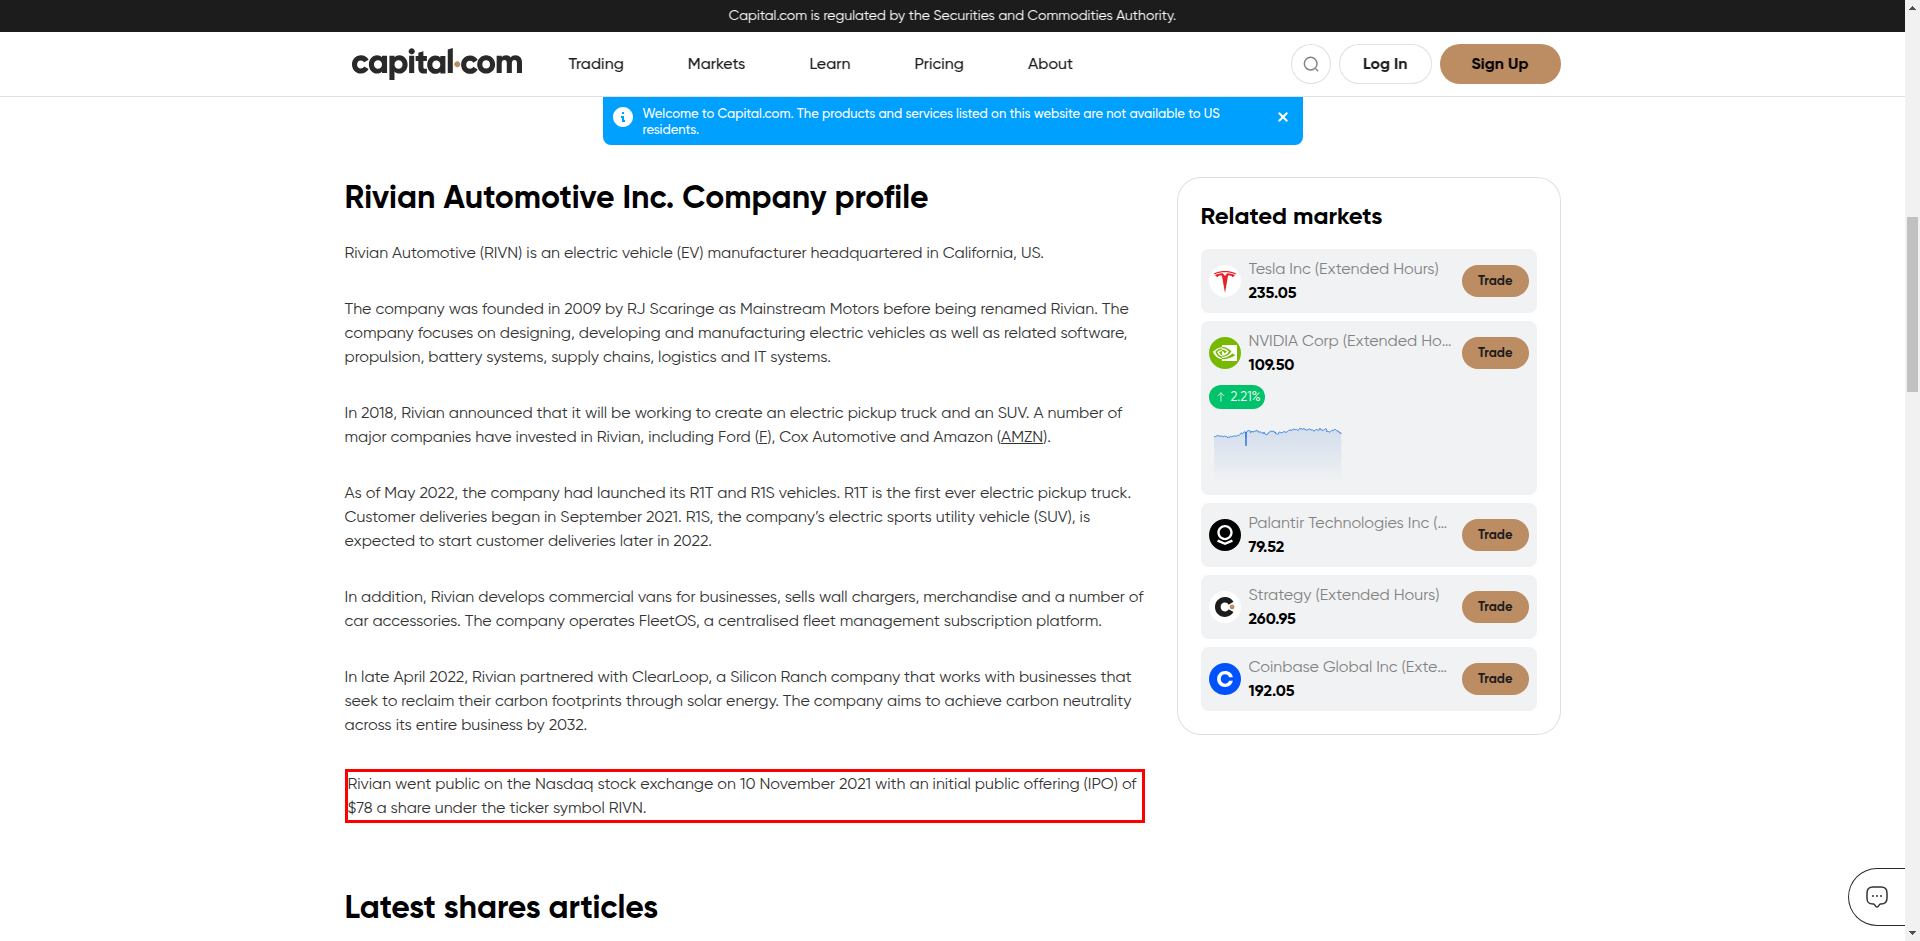 Capital.com is regulated by the Securities and Commodities Authority.
capital.com
Trading
Markets
Learn
Pricing
About
Log In
Sign Up
Welcome to Capital.com. The products and services listed on this website are not available to US
residents.
Rivian Automotive Inc. Company profile
Rivian Automotive (RIVN) is an electric vehicle (EV) manufacturer headquartered in California, US.
The company was founded in 2009 by RJ Scaringe as Mainstream Motors before being renamed Rivian. The
company focuses on designing, developing and manufacturing electric vehicles as well as related software,
propulsion, battery systems, supply chains, logistics and IT systems.
In 2018, Rivian announced that it will be working to create an electric pickup truck and an SUV. A number of
major companies have invested in Rivian, including Ford (F), Cox Automotive and Amazon (AMZN).
As of May 2022, the company had launched its R1T and R1S vehicles. R1T is the first ever electric pickup truck.
Customer deliveries began in September 2021. R1S, the company’s electric sports utility vehicle (SUV), is
expected to start customer deliveries later in 2022.
In addition, Rivian develops commercial vans for businesses, sells wall chargers, merchandise and a number of
car accessories. The company operates FleetOS, a centralised fleet management subscription platform.
In late April 2022, Rivian partnered with ClearLoop, a Silicon Ranch company that works with businesses that
seek to reclaim their carbon footprints through solar energy. The company aims to achieve carbon neutrality
across its entire business by 2032.
Rivian went public on the Nasdaq stock exchange on 10 November 2021 with an initial public offering (IPO) of
$78 a share under the ticker symbol RIVN.
Latest shares articles
Related markets
Tesla Inc (Extended Hours)
235.05
Trade
NVIDIA Corp (Extended Ho...
109.50
Trade
↑ 2.21%
Palantir Technologies Inc (...
79.52
Trade
Strategy (Extended Hours)
260.95
Trade
Coinbase Global Inc (Exte...
192.05
Trade